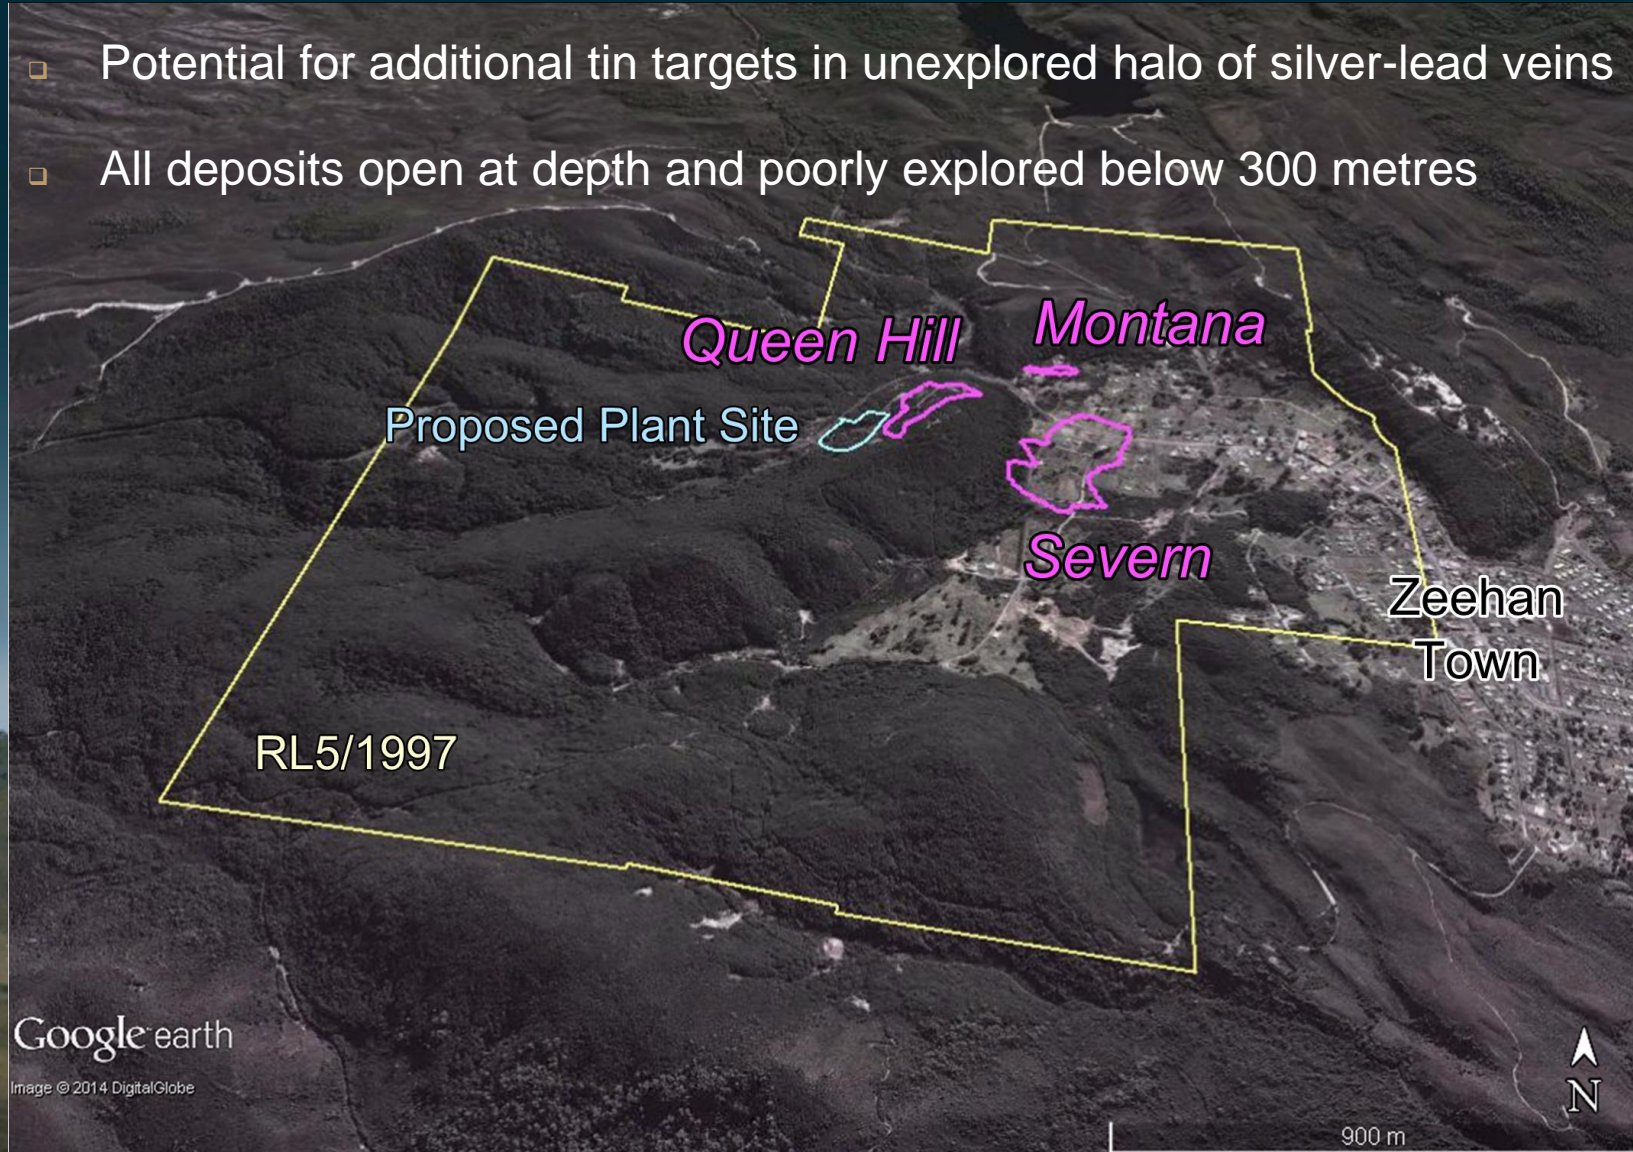 Potential for additional tin targets in unexplored halo of silver-lead veins
All deposits open at depth and poorly explored below 300 metres
Queen Hill
Montana
Proposed Plant Site
Severn
Zeehan
Town
RL5/1997
Google earth
Image © 2014 DigitalGlobe
N
900 m